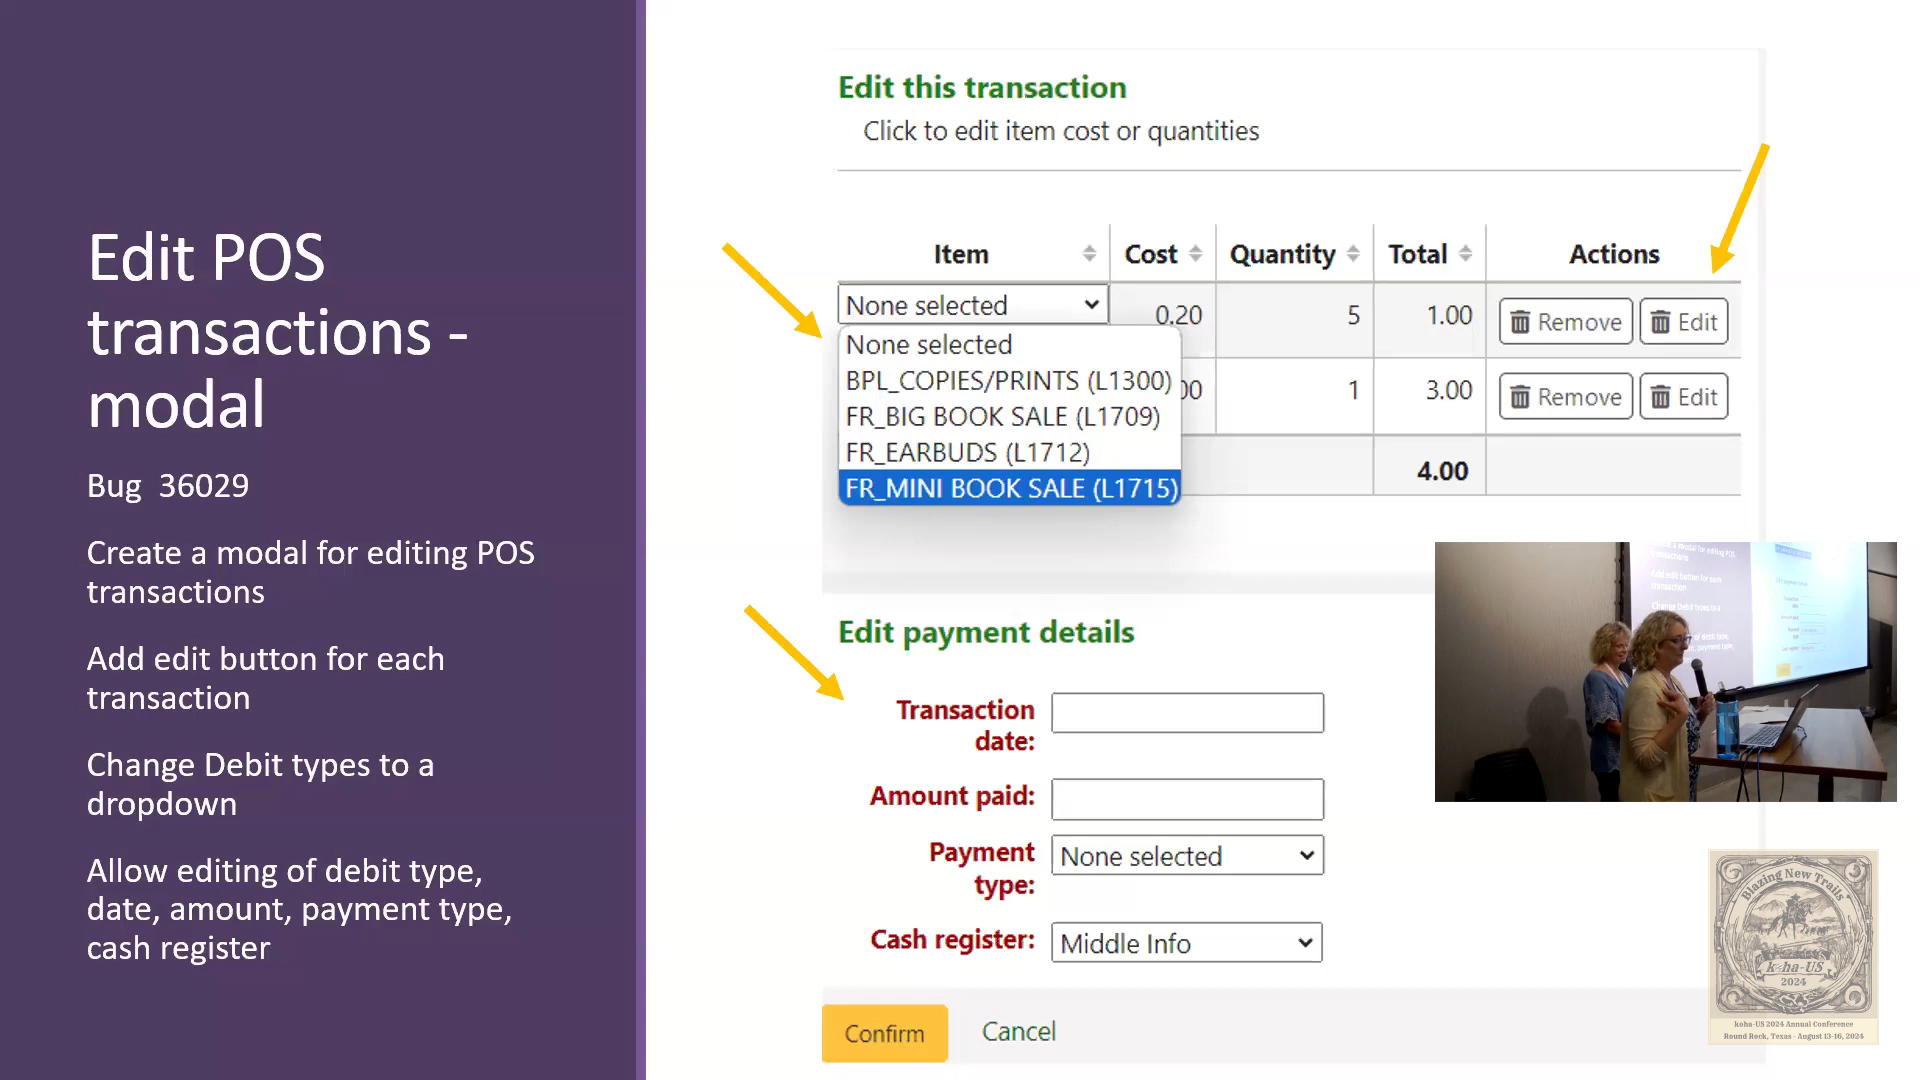 Edit POS
transactions -
modal
Bug 36029
Create a modal for editing POS
transactions
Add edit button for each
transaction
Change Debit types to a
dropdown
Allow editing of debit type,
date, amount, payment type,
cash register
Edit this transaction
Click to edit item cost or quantities
Item Cost Quantity Total Actions
None selected 0.20 5 1.00 Remove Edit
None selected
BPL_COPIES/PRINTS (L1300) 00 1 3.00 Remove Edit
FR_BIG BOOK SALE (L1709)
FR_EARBUDS (L1712) 4.00
FR_MINI BOOK SALE (L1715)
Edit payment details
Transaction
date:
Amount paid:
Payment
type:
None selected
Cash register: Middle Info
Confirm Cancel
Blazing New Trails
koha-US
2024
koha-US 2024 Annual Conference
Round Rock, Texas - August 13-16, 2024